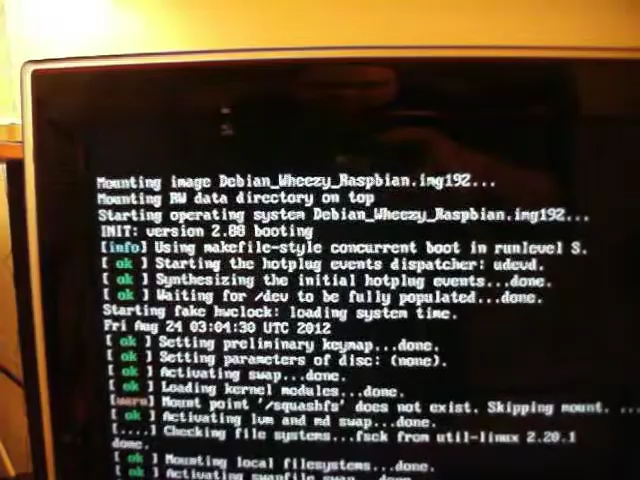 Mounting image Debian_Wheezy_Raspbian.img192...
Mounting RW data directory on top
Starting operating system Debian_Wheezy_Raspbian.img192...
INIT: version 2.88 booting
[info] Using makefile-style concurrent boot in runlevel S.
[ ok ] Starting the hotplug events dispatcher: udevd.
[ ok ] Synthesizing the initial hotplug events...done.
[ ok ] Waiting for /dev to be fully populated...done.
Starting fake hwclock: loading system time.
Fri Aug 24 03:04:30 UTC 2012
[ ok ] Setting preliminary keymap...done.
[ ok ] Setting parameters of disc: (none).
[ ok ] Activating swap...done.
[ ok ] Loading kernel modules...done.
[warn] Mount point '/squashfs' does not exist. Skipping mount. ...
[ ok ] Activating lvm and md swap...done.
[....] Checking file systems...fsck from util-linux 2.20.1
done.
[ ok ] Mounting local filesystems...done.
[ ok ] Activating swapfile swap...done.